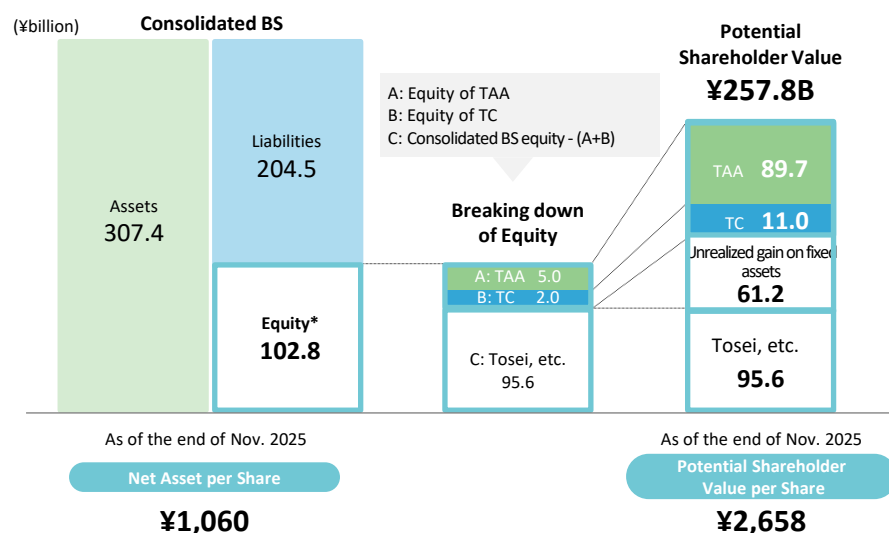 (¥billion)
Consolidated BS
Assets
307.4
Liabilities
204.5
Equity*
102.8
A: Equity of TAA
B: Equity of TC
C: Consolidated BS equity - (A+B)
Breaking down
of Equity
A: TAA 5.0
B: TC 2.0
C: Tosei, etc.
95.6
Potential
Shareholder Value
¥257.8B
TAA 89.7
TC 11.0
Unrealized gain on fixed
assets
61.2
Tosei, etc.
95.6
As of the end of Nov. 2025
Net Asset per Share
¥1,060
As of the end of Nov. 2025
Potential Shareholder
Value per Share
¥2,658